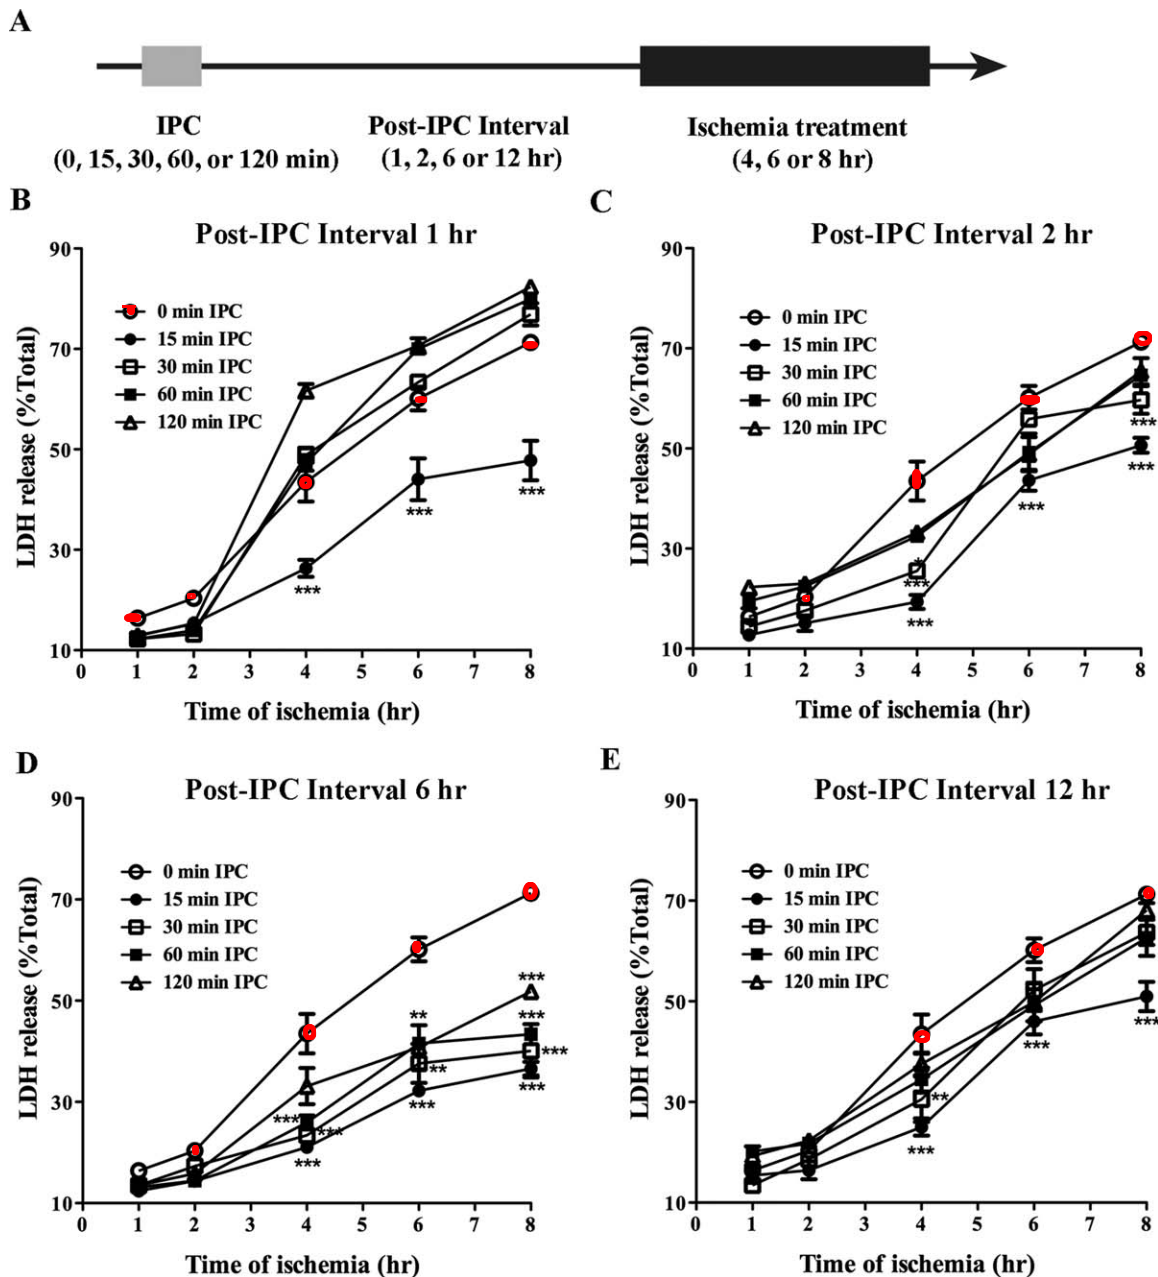 A
IPC
(0, 15, 30, 60, or 120 min)
Post-IPC Interval
(1, 2, 6 or 12 hr)
Ischemia treatment
(4, 6 or 8 hr)
B
Post-IPC Interval 1 hr
LDH release (%Total)
90
70
50
30
10
0 min IPC
15 min IPC
30 min IPC
60 min IPC
120 min IPC
***
***
***
0 1 2 3 4 5 6 7 8
Time of ischemia (hr)
C
Post-IPC Interval 2 hr
LDH release (%Total)
90
70
50
30
10
0 min IPC
15 min IPC
30 min IPC
60 min IPC
120 min IPC
*
***
***
***
***
***
0 1 2 3 4 5 6 7 8
Time of ischemia (hr)
D
Post-IPC Interval 6 hr
LDH release (%Total)
90
70
50
30
10
0 min IPC
15 min IPC
30 min IPC
60 min IPC
120 min IPC
***
***
***
**
**
***
***
***
***
***
0 1 2 3 4 5 6 7 8
Time of ischemia (hr)
E
Post-IPC Interval 12 hr
LDH release (%Total)
90
70
50
30
10
0 min IPC
15 min IPC
30 min IPC
60 min IPC
120 min IPC
**
***
***
***
0 1 2 3 4 5 6 7 8
Time of ischemia (hr)